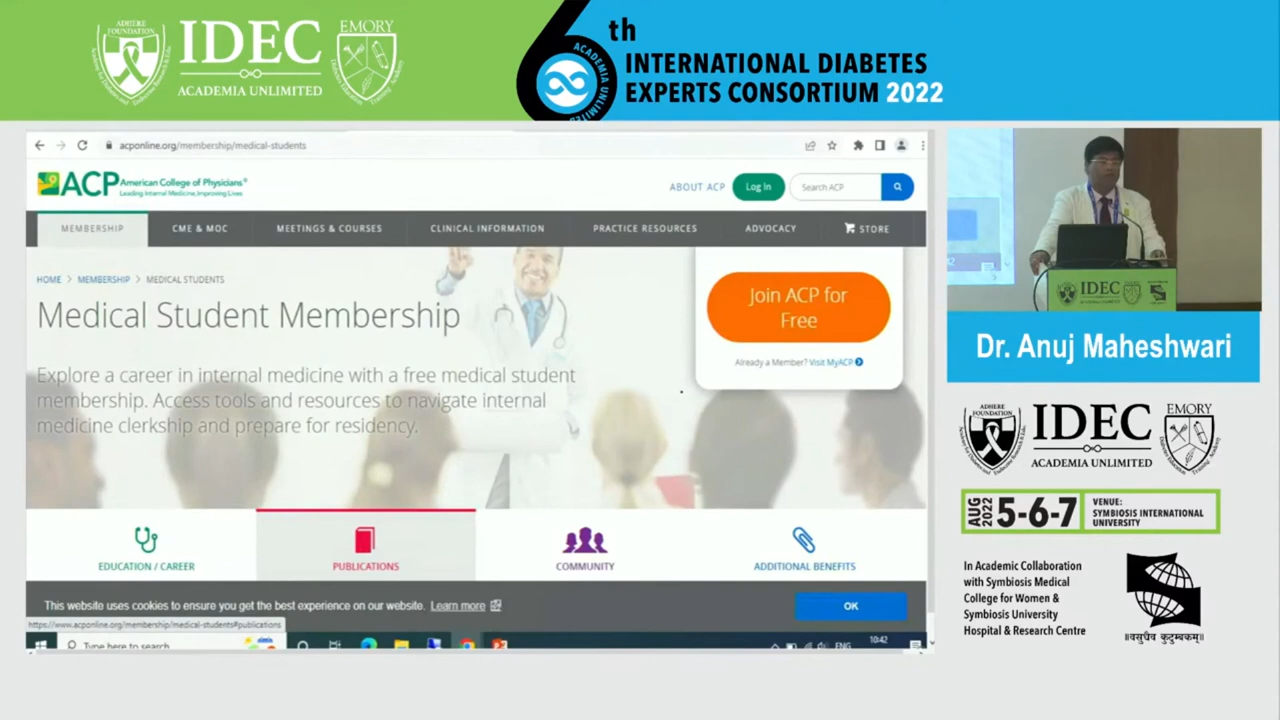 ADHERE
FOUNDATION
IDEC
ACADEMIA UNLIMITED
EMORY
6th
ACADEMIA UNLIMITED
INTERNATIONAL DIABETES
EXPERTS CONSORTIUM 2022
acponline.org/membership/medical-students
ACP American College of Physicians®
Leading Internal Medicine, Improving Lives
ABOUT ACP
Log In
Search ACP
MEMBERSHIP
CME & MOC
MEETINGS & COURSES
CLINICAL INFORMATION
PRACTICE RESOURCES
ADVOCACY
STORE
HOME > MEMBERSHIP > MEDICAL STUDENTS
Medical Student Membership
Explore a career in internal medicine with a free medical student
membership. Access tools and resources to navigate internal
medicine clerkship and prepare for residency.
Join ACP for
Free
Already a Member? Visit MyACP
EDUCATION / CAREER
PUBLICATIONS
COMMUNITY
ADDITIONAL BENEFITS
This website uses cookies to ensure you get the best experience on our website. Learn more
OK
https://www.acponline.org/membership/medical-students#publications
Type here to search
ENG
10:42
IDEC
Dr. Anuj Maheshwari
ADHERE
FOUNDATION
IDEC
ACADEMIA UNLIMITED
EMORY
AUG
2022
5-6-7
VENUE:
SYMBIOSIS INTERNATIONAL
UNIVERSITY
In Academic Collaboration
with Symbiosis Medical
College for Women &
Symbiosis University
Hospital & Research Centre
॥वसुधैव कुटुम्बकम्॥